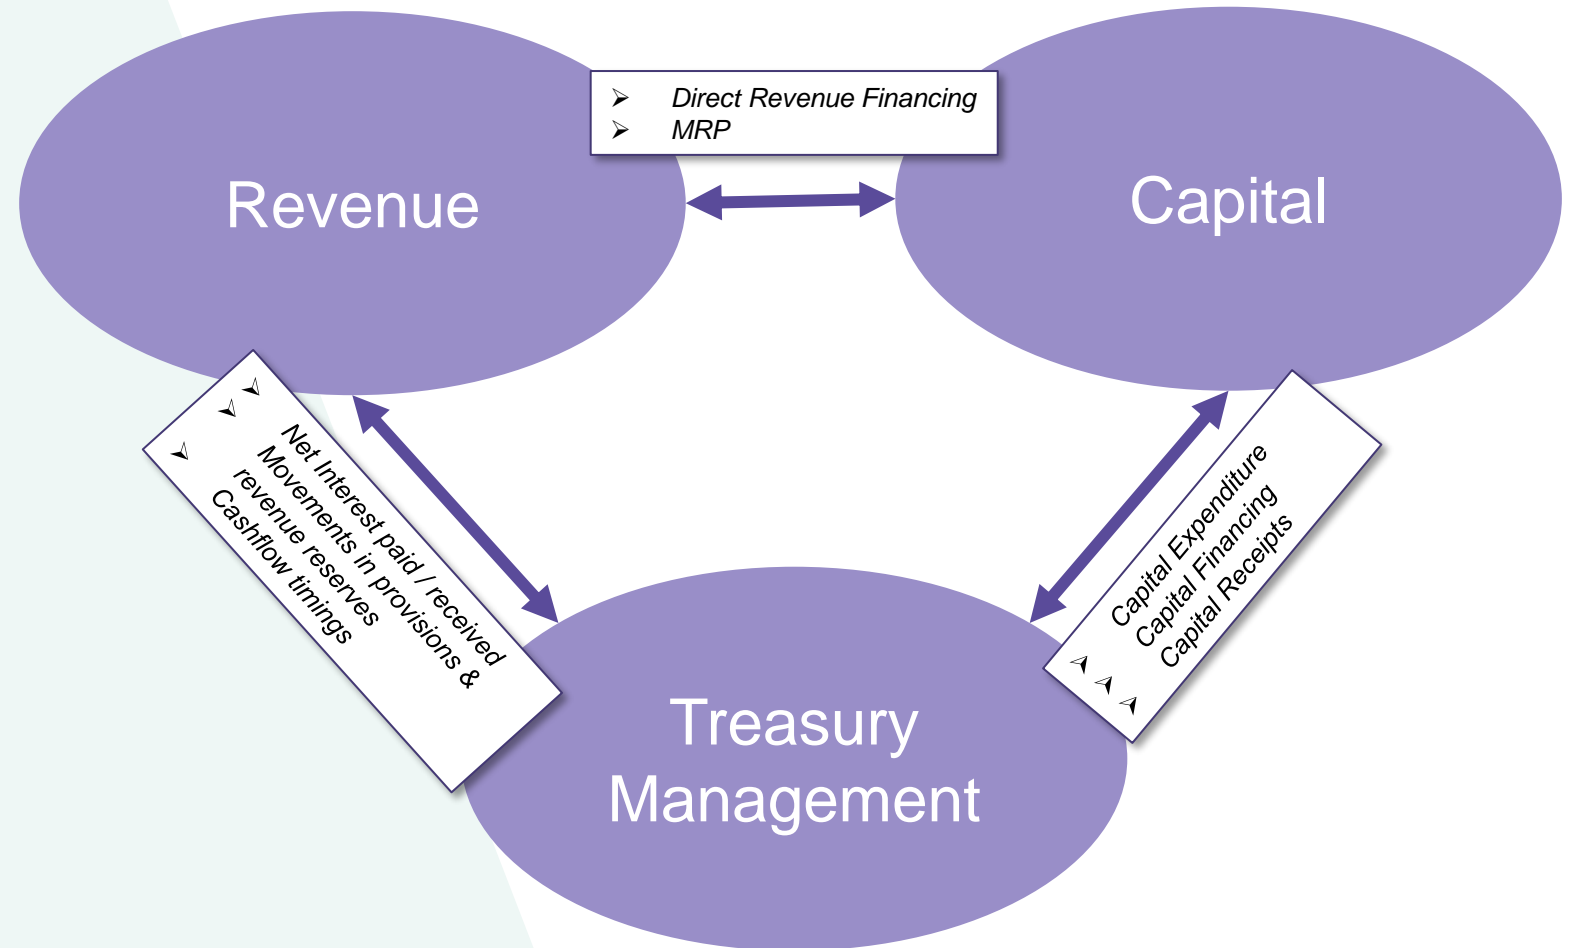 Direct Revenue Financing
MRP
Revenue
Capital
Net Interest paid / received
Movements in provisions &
revenue reserves
Cashflow timings
Capital Expenditure
Capital Financing
Capital Receipts
Treasury
Management